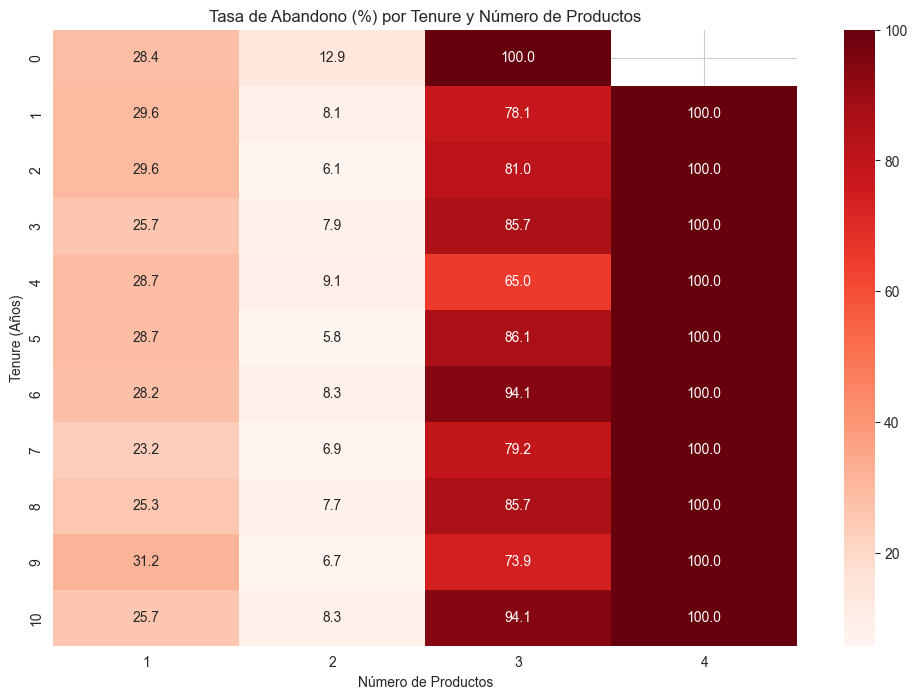 Tasa de Abandono (%) por Tenure y Número de Productos
0 28.4 12.9 100.0
1 29.6 8.1 78.1 100.0
2 29.6 6.1 81.0 100.0
3 25.7 7.9 85.7 100.0
4 28.7 9.1 65.0 100.0
5 28.7 5.8 86.1 100.0
6 28.2 8.3 94.1 100.0
7 23.2 6.9 79.2 100.0
8 25.3 7.7 85.7 100.0
9 31.2 6.7 73.9 100.0
10 25.7 8.3 94.1 100.0
1 2 3 4
Número de Productos
Tenure (Años)
100
80
60
40
20